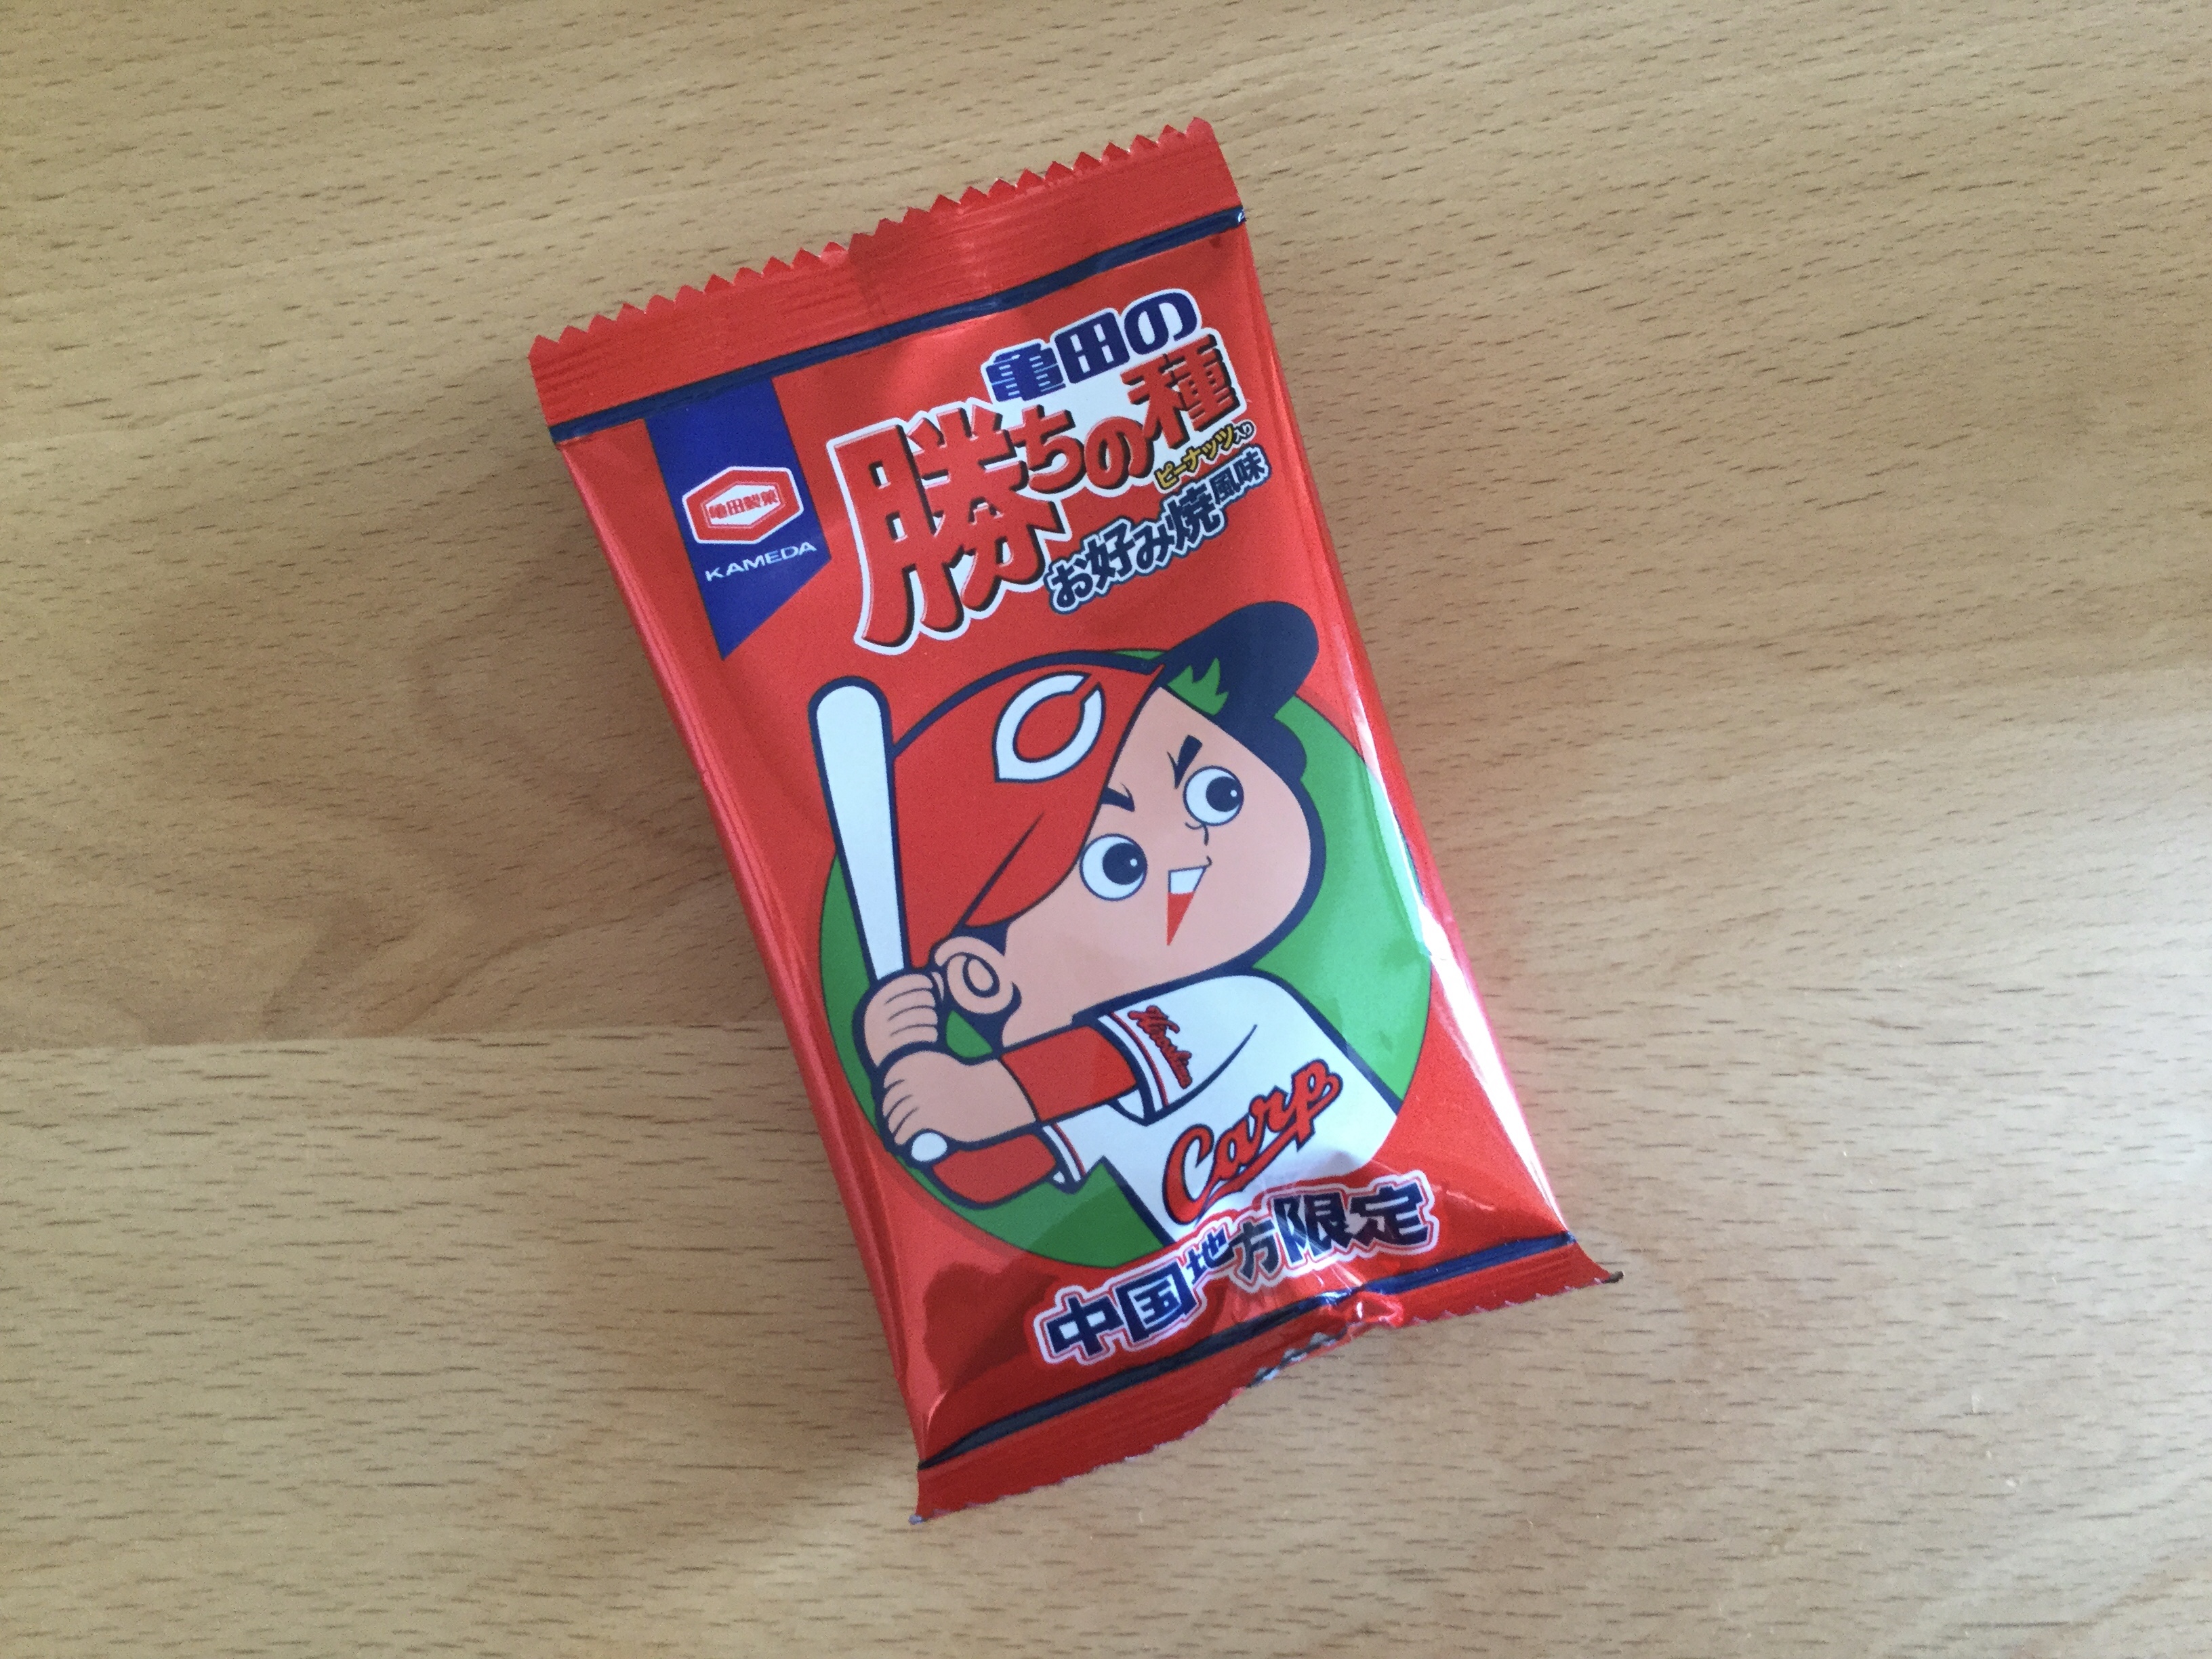 亀田の
勝ちの種
ピーナッツ入り
お好み焼風味
亀田製菓
KAMEDA
C
Hiroshima
Carp
中国地方限定